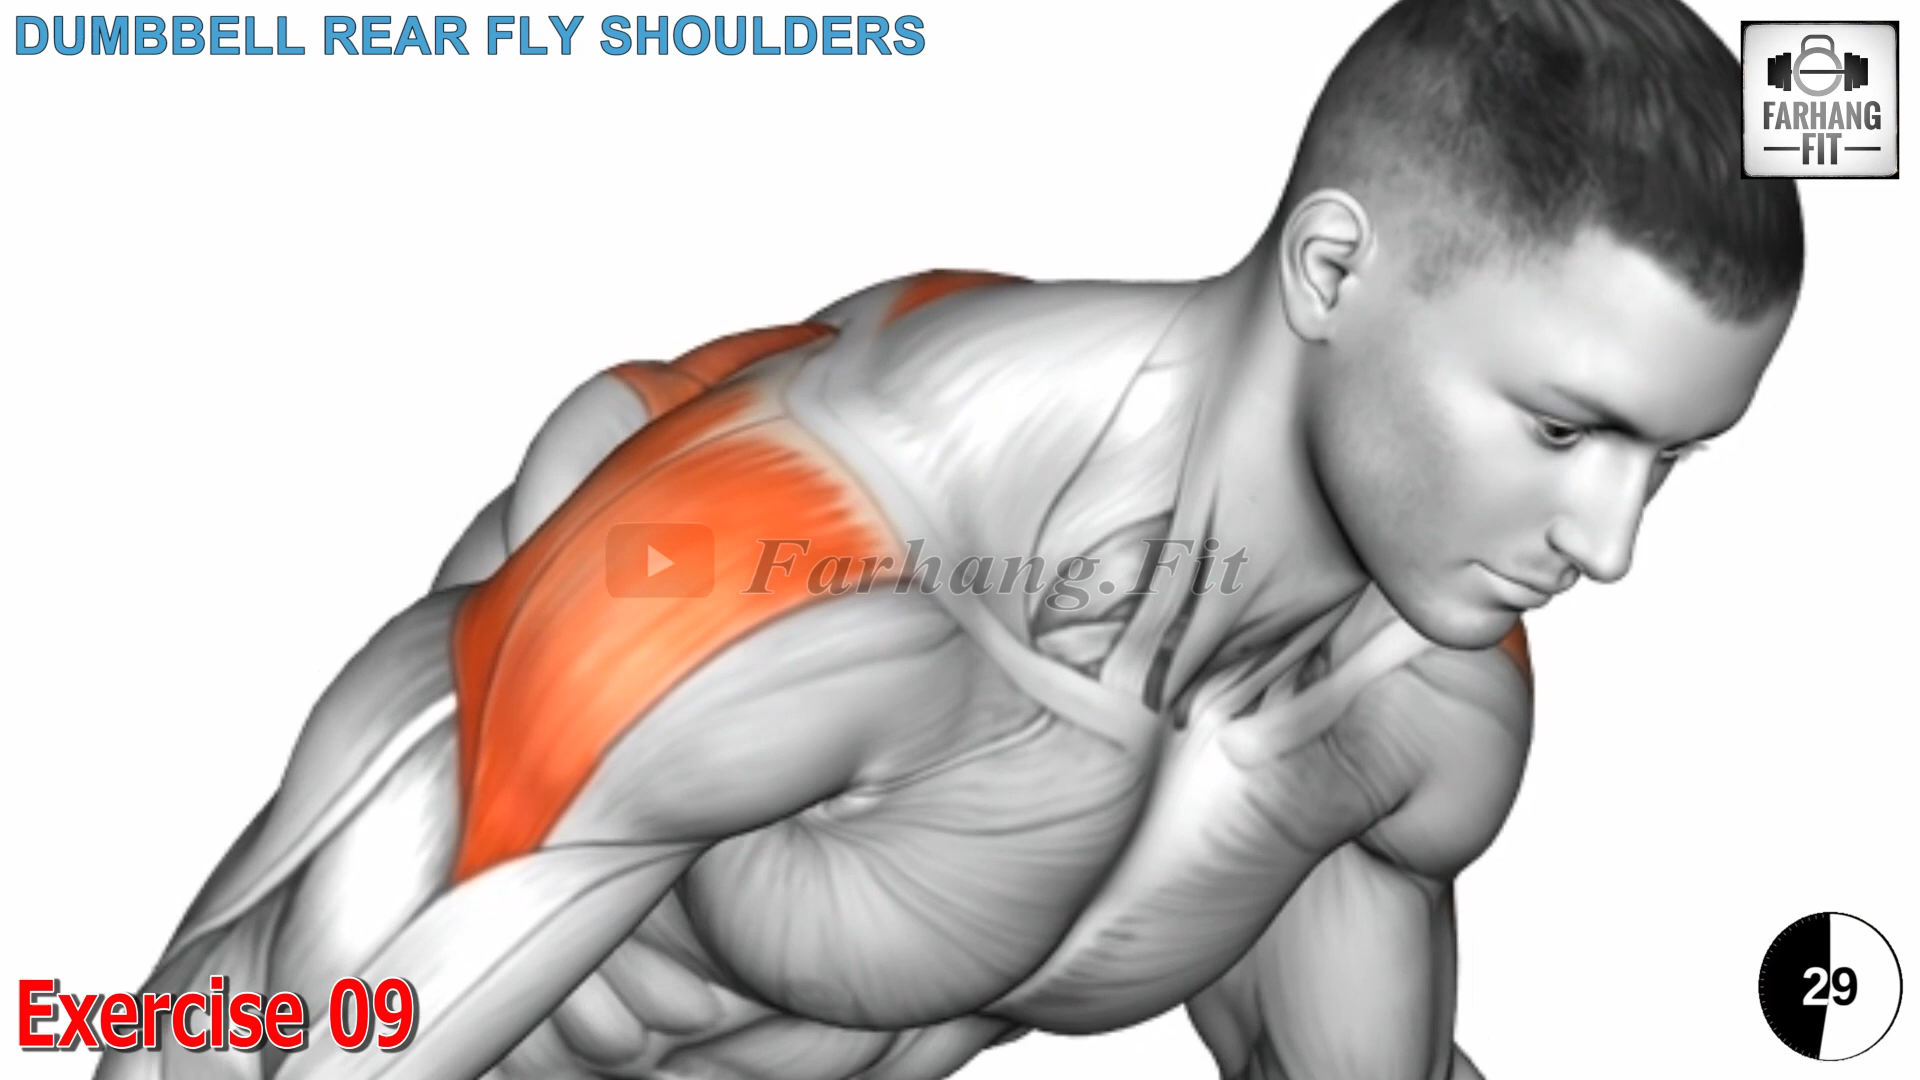 DUMBBELL REAR FLY SHOULDERS
FARHANG
FIT
Farhang.Fit
Exercise 09
29